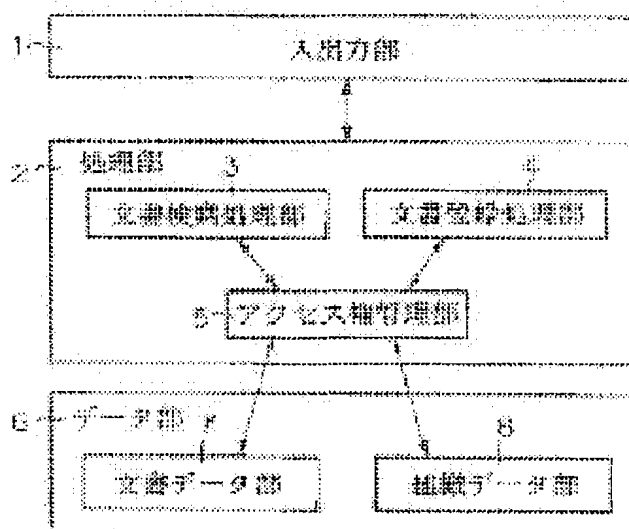 1 入出力部
2 処理部
3 4
文書検索処理部 文書登録処理部
5 アクセス権管理部
6 データ部 7 8
文書データ部 組織データ部